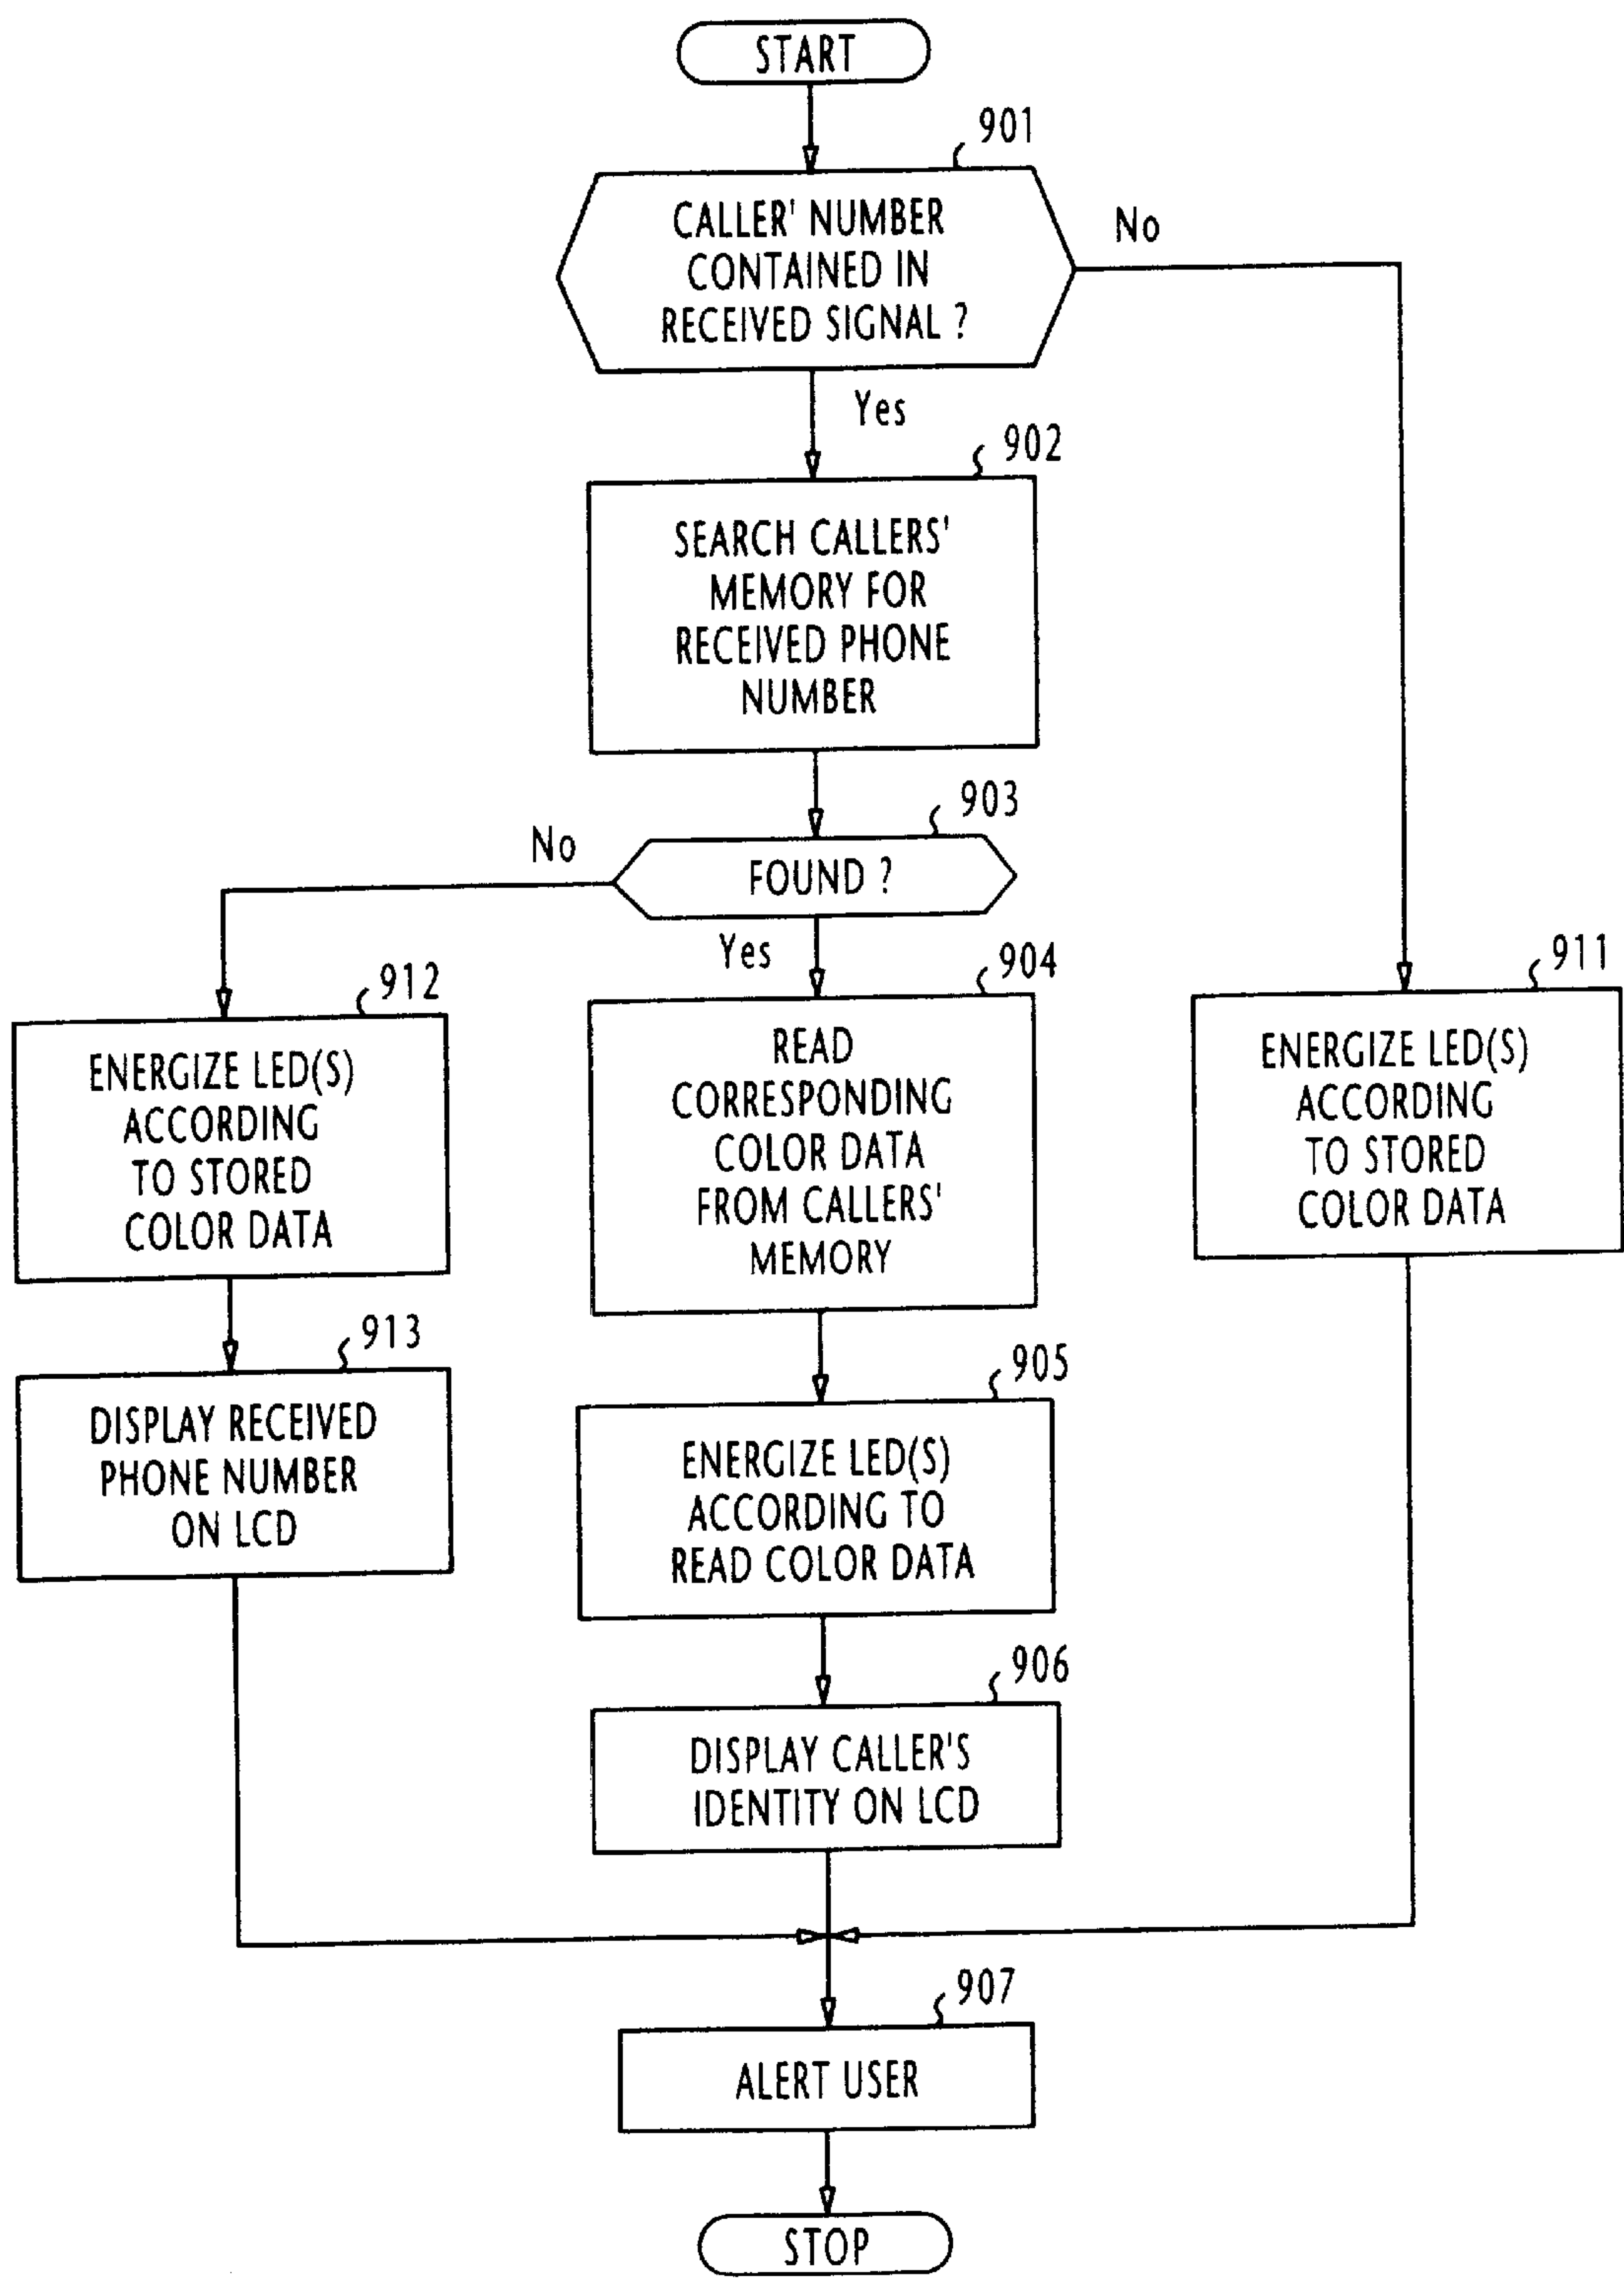 START
901
CALLER' NUMBER
CONTAINED IN
RECEIVED SIGNAL ?
No
Yes
902
SEARCH CALLERS'
MEMORY FOR
RECEIVED PHONE
NUMBER
903
No
FOUND ?
Yes
912
ENERGIZE LED(S)
ACCORDING
TO STORED
COLOR DATA
904
READ
CORRESPONDING
COLOR DATA
FROM CALLERS'
MEMORY
911
ENERGIZE LED(S)
ACCORDING
TO STORED
COLOR DATA
913
DISPLAY RECEIVED
PHONE NUMBER
ON LCD
905
ENERGIZE LED(S)
ACCORDING TO
READ COLOR DATA
906
DISPLAY CALLER'S
IDENTITY ON LCD
907
ALERT USER
STOP